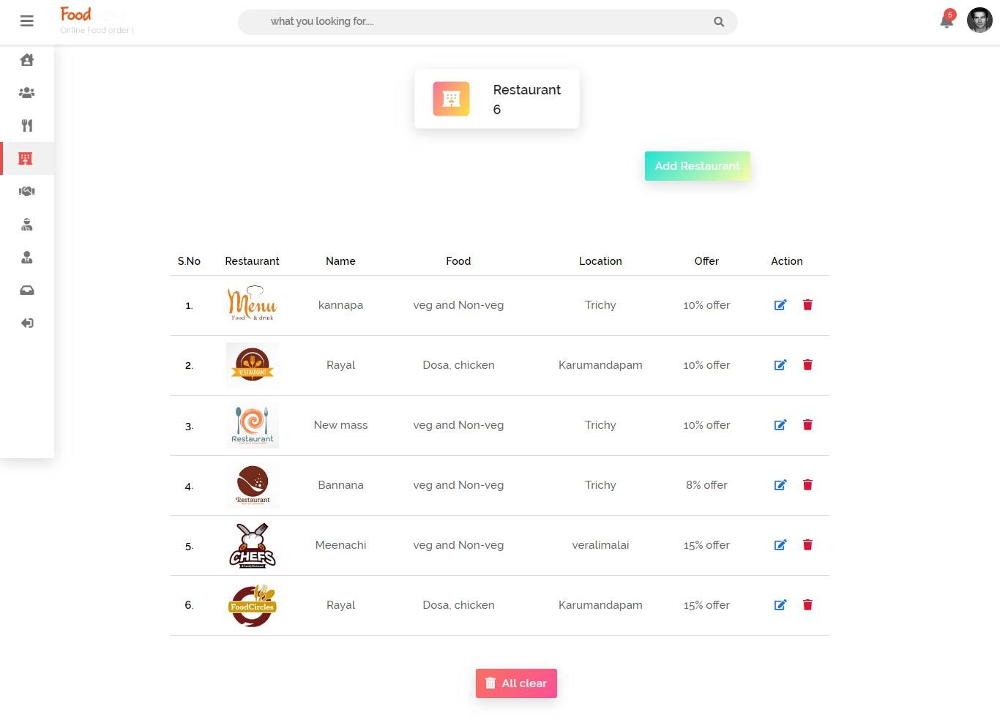 Food
Online Food order |
what you looking for....
5
Restaurant
6
Add Restaurant
S.No Restaurant Name Food Location Offer Action
1. Menu Food & drink kannapa veg and Non-veg Trichy 10% offer
2. RESTAURANT Rayal Dosa, chicken Karumandapam 10% offer
3. Restaurant New mass veg and Non-veg Trichy 10% offer
4. Restaurant Bannana veg and Non-veg Trichy 8% offer
5. CHEFS Meenachi veg and Non-veg veralimalai 15% offer
6. FoodCircles Rayal Dosa, chicken Karumandapam 15% offer
All clear